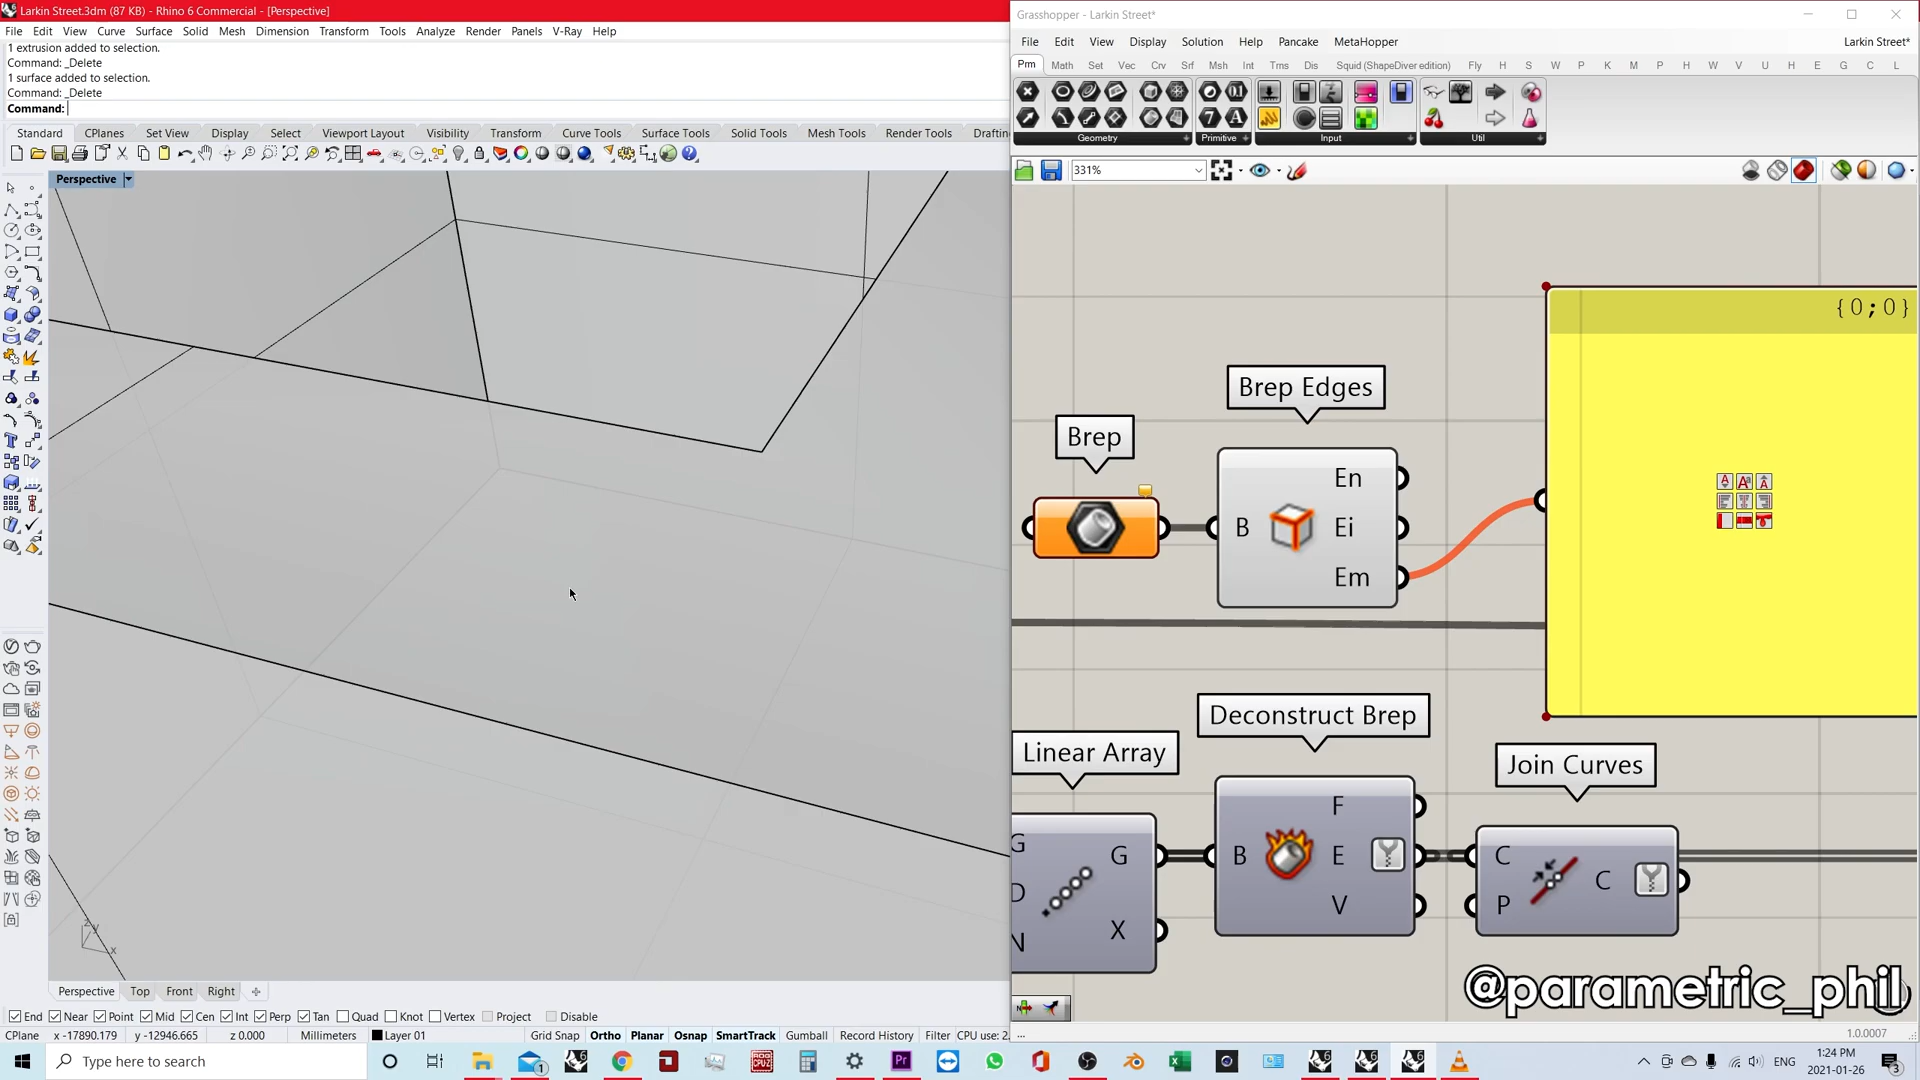 Larkin Street.3dm (87 KB) - Rhino 6 Commercial - [Perspective]
File Edit View Curve Surface Solid Mesh Dimension Transform Tools Analyze Render Panels V-Ray Help
1 extrusion added to selection.
Command: _Delete
1 surface added to selection.
Command: _Delete
Command:
Standard CPlanes Set View Display Select Viewport Layout Visibility Transform Curve Tools Surface Tools Solid Tools Mesh Tools Render Tools Draftin
Perspective
z y x
Perspective Top Front Right
End Near Point Mid Cen Int Perp Tan Quad Knot Vertex Project Disable
CPlane x -17890.179 y -12946.665 z 0.000 Millimeters Layer 01 Grid Snap Ortho Planar Osnap SmartTrack Gumball Record History Filter CPU use: 2.
Grasshopper - Larkin Street*
File Edit View Display Solution Help Pancake MetaHopper Larkin Street*
Prm Math Set Vec Crv Srf Msh Int Trns Dis Squid (ShapeDiver edition) Fly H S W P K M P H W V U H E G C L
Geometry Primitive Input Util
331%
{0;0}
Brep Edges
Brep
En
B Ei
Em
Deconstruct Brep
Linear Array
Join Curves
F
G G B E C
D C
V P
N X
@parametric_phil
1.0.0007
Type here to search
ENG
1:24 PM
2021-01-26